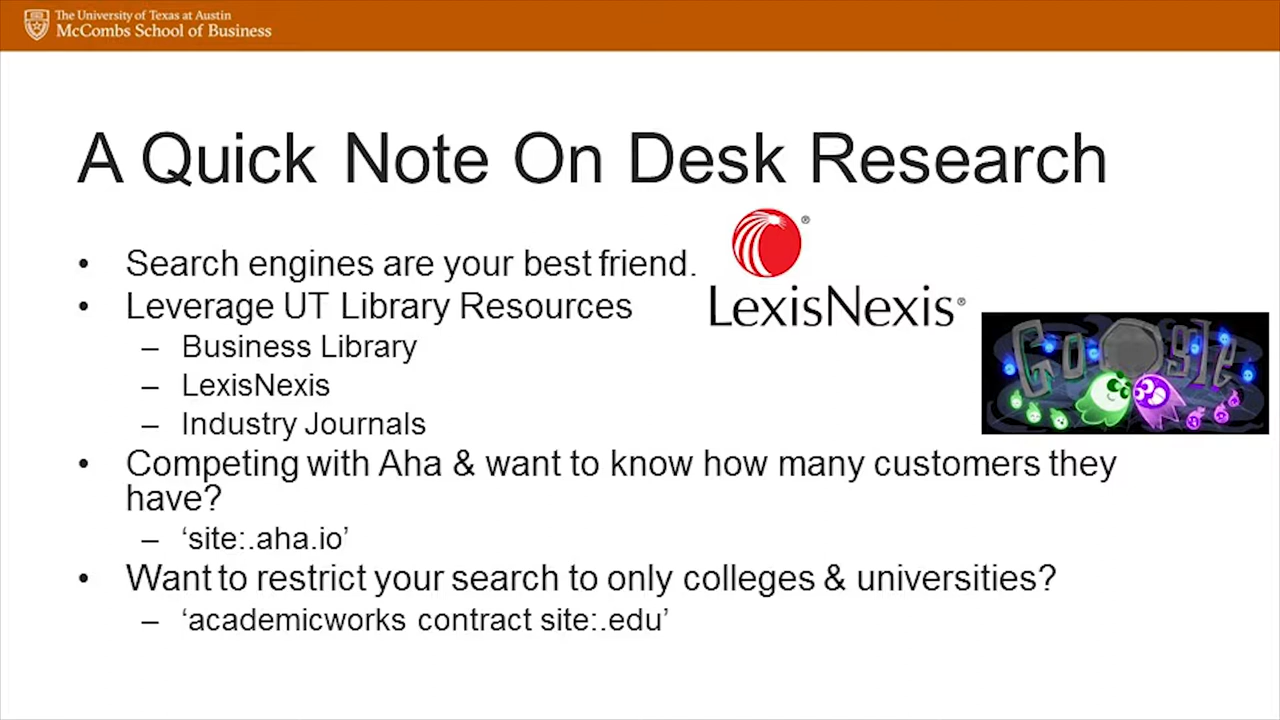 The University of Texas at Austin
McCombs School of Business
A Quick Note On Desk Research
• Search engines are your best friend.
• Leverage UT Library Resources
– Business Library
– LexisNexis
– Industry Journals
• Competing with Aha & want to know how many customers they
have?
– ‘site:.aha.io’
• Want to restrict your search to only colleges & universities?
– ‘academicworks contract site:.edu’
LexisNexis®
Google